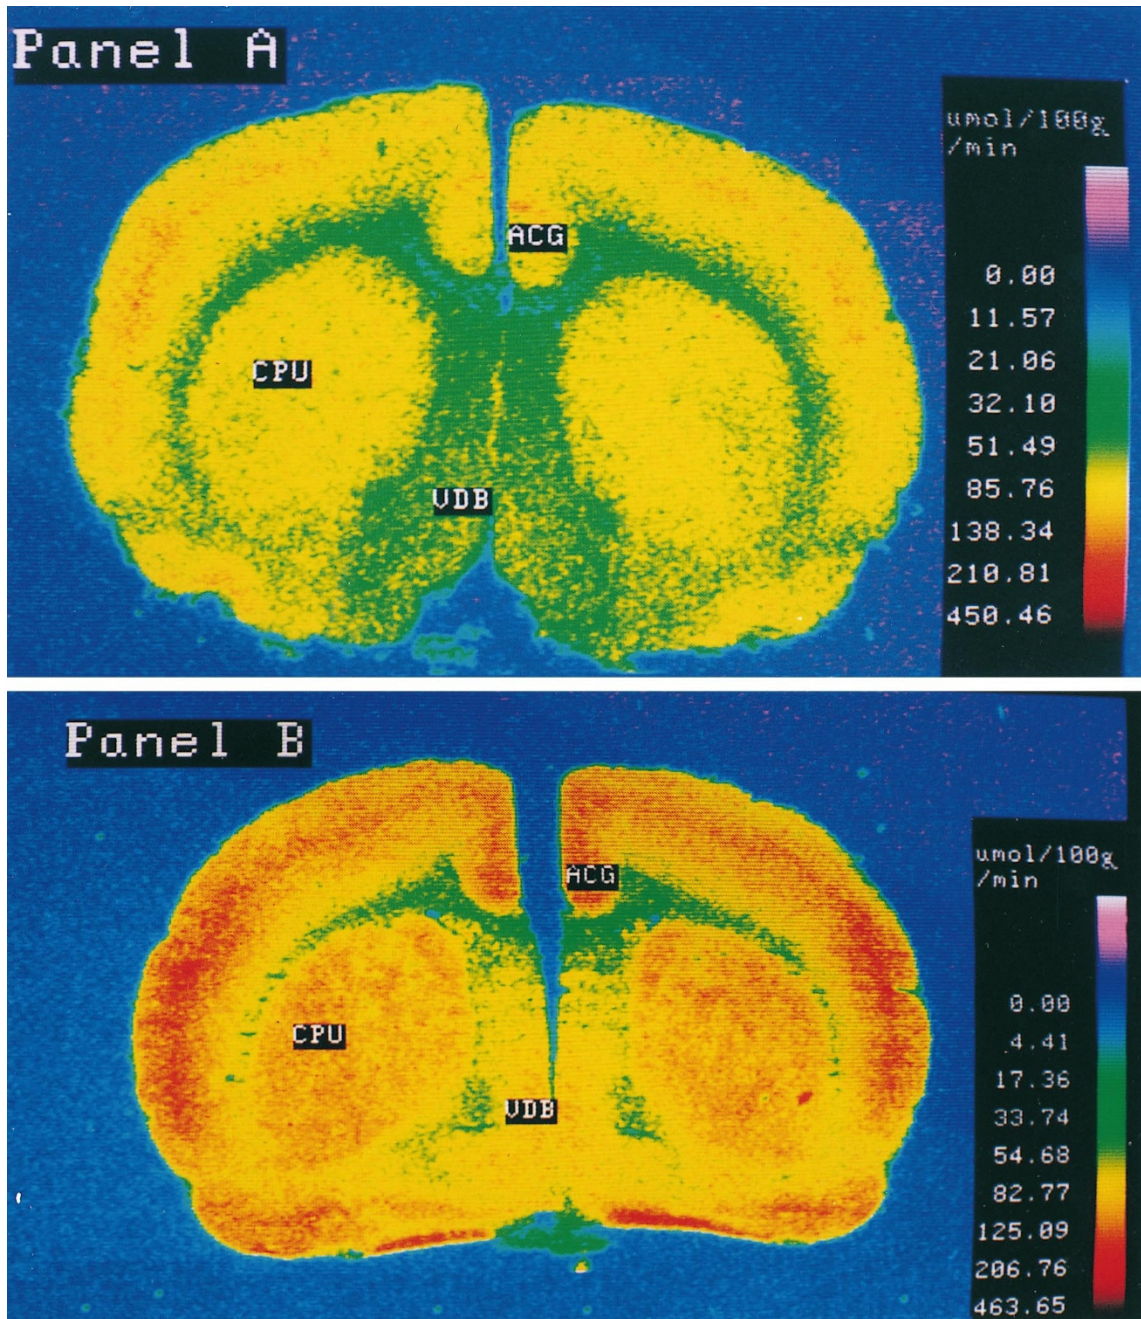 Panel A
umol/100g
/min
ACG
0.00
11.57
21.06
CPU
32.10
51.49
VDB
85.76
138.34
210.81
450.46
Panel B
umol/100g
/min
ACG
0.00
CPU
4.41
17.36
VDB
33.74
54.68
82.77
125.09
206.76
463.65